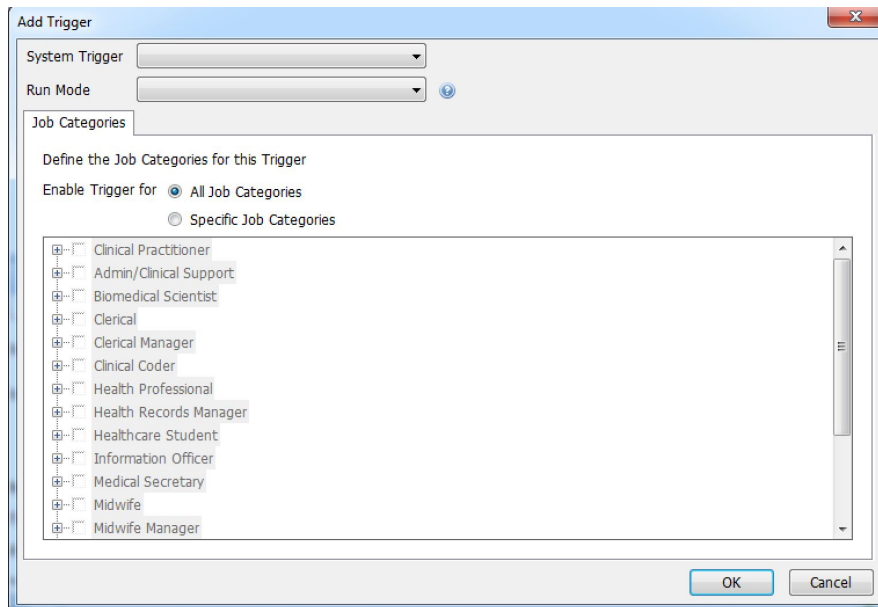 Add Trigger
System Trigger
Run Mode
Job Categories
Define the Job Categories for this Trigger
Enable Trigger for All Job Categories
Specific Job Categories
Clinical Practitioner
Admin/Clinical Support
Biomedical Scientist
Clerical
Clerical Manager
Clinical Coder
Health Professional
Health Records Manager
Healthcare Student
Information Officer
Medical Secretary
Midwife
Midwife Manager
OK Cancel